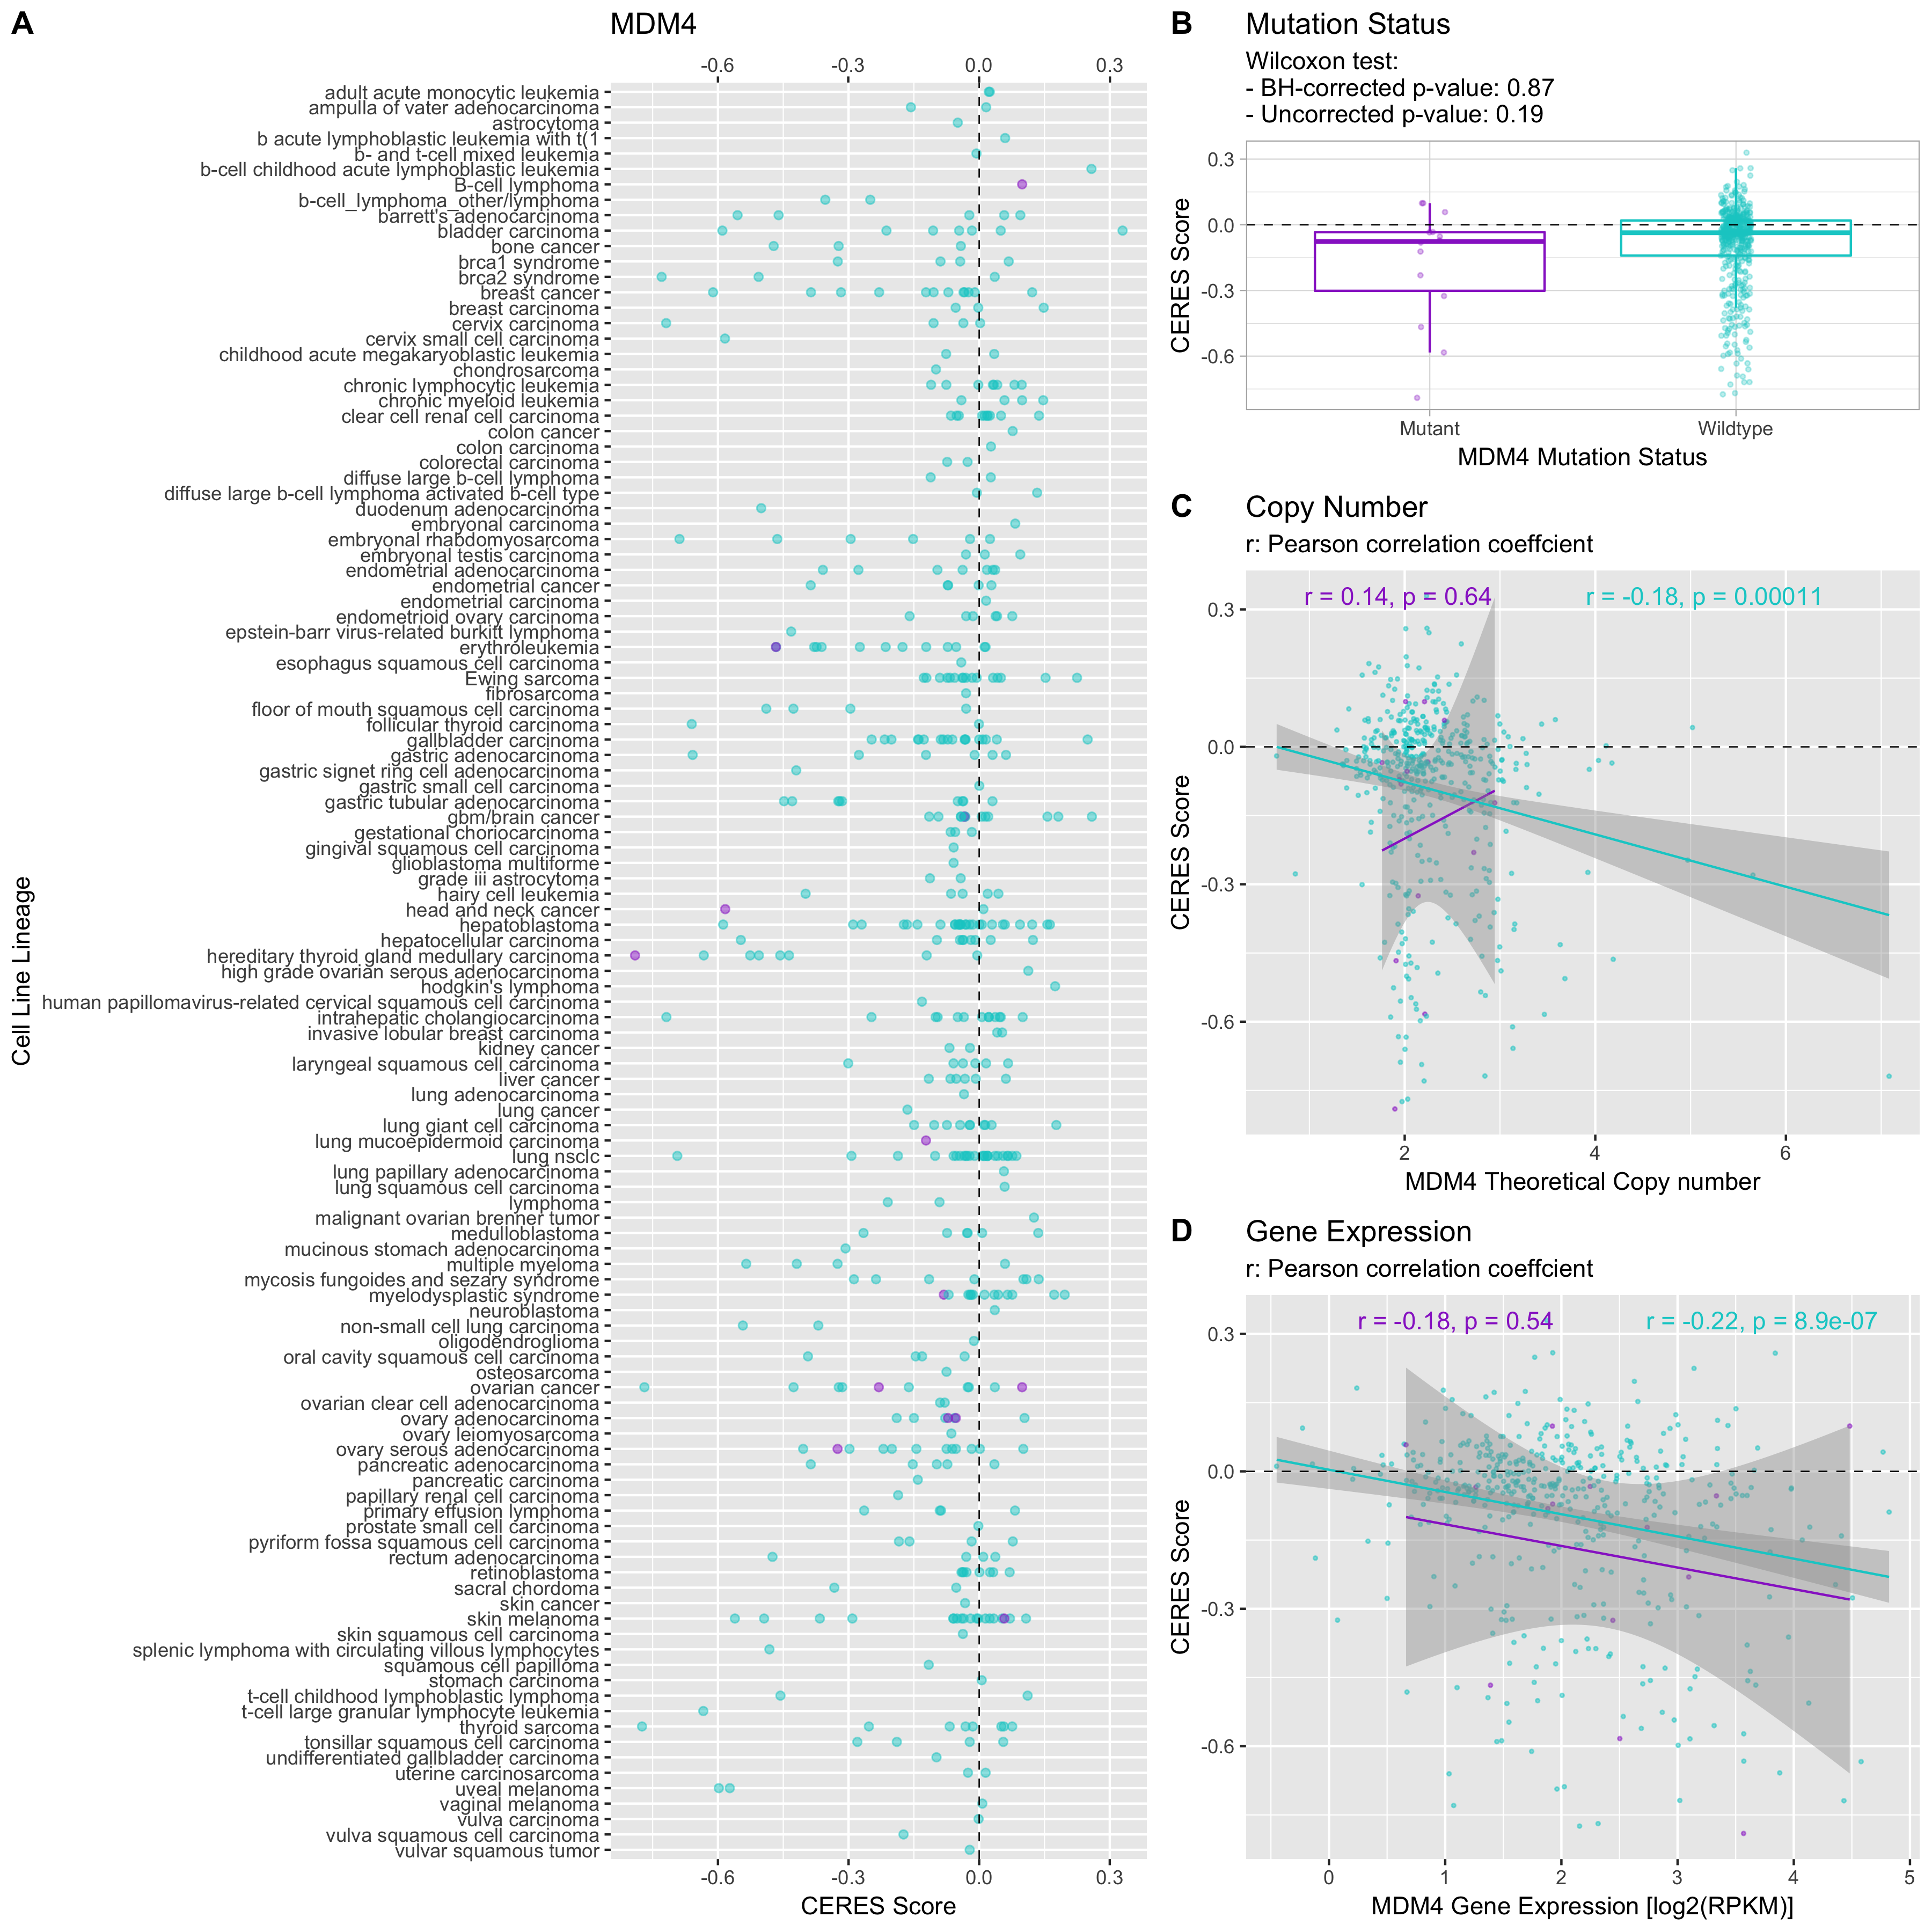 A
MDM4
-0.6 -0.3 0.0 0.3
Cell Line Lineage
adult acute monocytic leukemia
ampulla of vater adenocarcinoma
astrocytoma
b acute lymphoblastic leukemia with t(1
b- and t-cell mixed leukemia
b-cell childhood acute lymphoblastic leukemia
B-cell lymphoma
b-cell_lymphoma_other/lymphoma
barrett's adenocarcinoma
bladder carcinoma
bone cancer
brca1 syndrome
brca2 syndrome
breast cancer
breast carcinoma
cervix carcinoma
cervix small cell carcinoma
childhood acute megakaryoblastic leukemia
chondrosarcoma
chronic lymphocytic leukemia
chronic myeloid leukemia
clear cell renal cell carcinoma
colon cancer
colon carcinoma
colorectal carcinoma
diffuse large b-cell lymphoma
diffuse large b-cell lymphoma activated b-cell type
duodenum adenocarcinoma
embryonal carcinoma
embryonal rhabdomyosarcoma
embryonal testis carcinoma
endometrial adenocarcinoma
endometrial cancer
endometrial carcinoma
endometrioid ovary carcinoma
epstein-barr virus-related burkitt lymphoma
erythroleukemia
esophagus squamous cell carcinoma
Ewing sarcoma
fibrosarcoma
floor of mouth squamous cell carcinoma
follicular thyroid carcinoma
gallbladder carcinoma
gastric adenocarcinoma
gastric signet ring cell adenocarcinoma
gastric small cell carcinoma
gastric tubular adenocarcinoma
gbm/brain cancer
gestational choriocarcinoma
gingival squamous cell carcinoma
glioblastoma multiforme
grade iii astrocytoma
hairy cell leukemia
head and neck cancer
hepatoblastoma
hepatocellular carcinoma
hereditary thyroid gland medullary carcinoma
high grade ovarian serous adenocarcinoma
hodgkin's lymphoma
human papillomavirus-related cervical squamous cell carcinoma
intrahepatic cholangiocarcinoma
invasive lobular breast carcinoma
kidney cancer
laryngeal squamous cell carcinoma
liver cancer
lung adenocarcinoma
lung cancer
lung giant cell carcinoma
lung mucoepidermoid carcinoma
lung nsclc
lung papillary adenocarcinoma
lung squamous cell carcinoma
lymphoma
malignant ovarian brenner tumor
medulloblastoma
mucinous stomach adenocarcinoma
multiple myeloma
mycosis fungoides and sezary syndrome
myelodysplastic syndrome
neuroblastoma
non-small cell lung carcinoma
oligodendroglioma
oral cavity squamous cell carcinoma
osteosarcoma
ovarian cancer
ovarian clear cell adenocarcinoma
ovary adenocarcinoma
ovary leiomyosarcoma
ovary serous adenocarcinoma
pancreatic adenocarcinoma
pancreatic carcinoma
papillary renal cell carcinoma
primary effusion lymphoma
prostate small cell carcinoma
pyriform fossa squamous cell carcinoma
rectum adenocarcinoma
retinoblastoma
sacral chordoma
skin cancer
skin melanoma
skin squamous cell carcinoma
splenic lymphoma with circulating villous lymphocytes
squamous cell papilloma
stomach carcinoma
t-cell childhood lymphoblastic lymphoma
t-cell large granular lymphocyte leukemia
thyroid sarcoma
tonsillar squamous cell carcinoma
undifferentiated gallbladder carcinoma
uterine carcinosarcoma
uveal melanoma
vaginal melanoma
vulva carcinoma
vulva squamous cell carcinoma
vulvar squamous tumor
-0.6 -0.3 0.0 0.3
CERES Score
B
Mutation Status
Wilcoxon test:
- BH-corrected p-value: 0.87
- Uncorrected p-value: 0.19
CERES Score
0.3
0.0
-0.3
-0.6
Mutant Wildtype
MDM4 Mutation Status
C
Copy Number
r: Pearson correlation coeffcient
r = 0.14, p = 0.64 r = -0.18, p = 0.00011
CERES Score
0.3
0.0
-0.3
-0.6
2 4 6
MDM4 Theoretical Copy number
D
Gene Expression
r: Pearson correlation coeffcient
r = -0.18, p = 0.54 r = -0.22, p = 8.9e-07
CERES Score
0.3
0.0
-0.3
-0.6
0 1 2 3 4 5
MDM4 Gene Expression [log2(RPKM)]